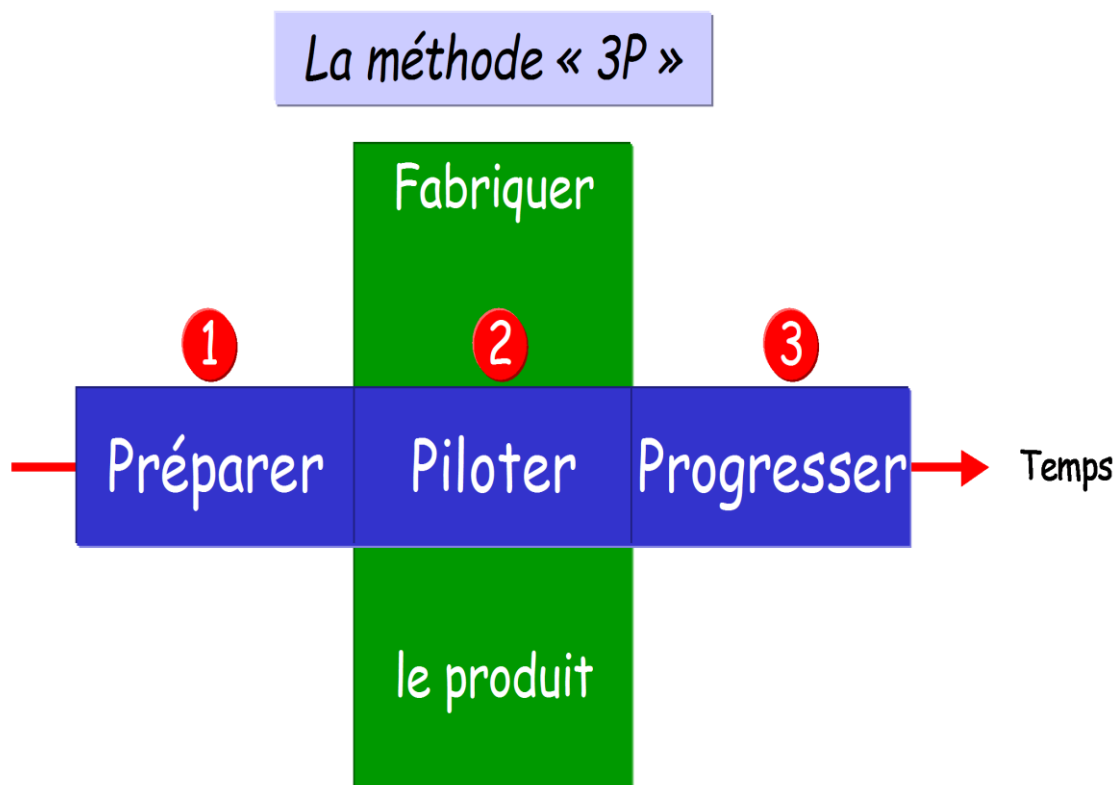 La méthode « 3P »
Fabriquer
1
2
3
Préparer
Piloter
Progresser
Temps
le produit